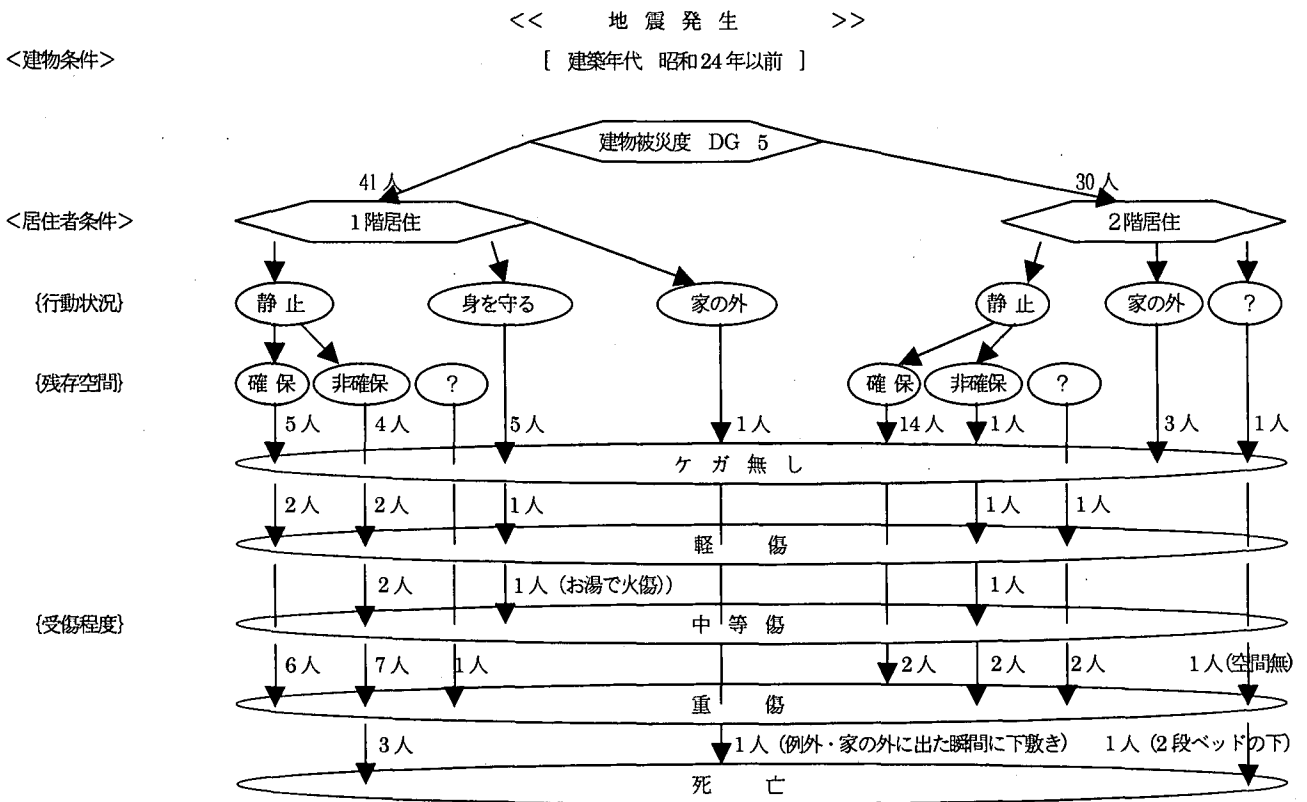 << 地 震 発 生 >>
<建物条件> [ 建築年代 昭和24年以前 ]
建物被災度 DG 5
41人 30人
<居住者条件> 1階居住 2階居住
{行動状況} 静 止 身を守る 家の外 静 止 家の外 ?
{残存空間} 確 保 非確保 ? 確 保 非確保 ?
5人 4人 5人 1人 14人 1人 3人 1人
ケ ガ 無 し
2人 2人 1人 1人 1人
軽 傷
2人 1人 (お湯で火傷)) 1人
{受傷程度} 中 等 傷
6人 7人 1人 2人 2人 2人 1人(空間無)
重 傷
3人 1人 (例外・家の外に出た瞬間に下敷き) 1人 (2段ベッドの下)
死 亡